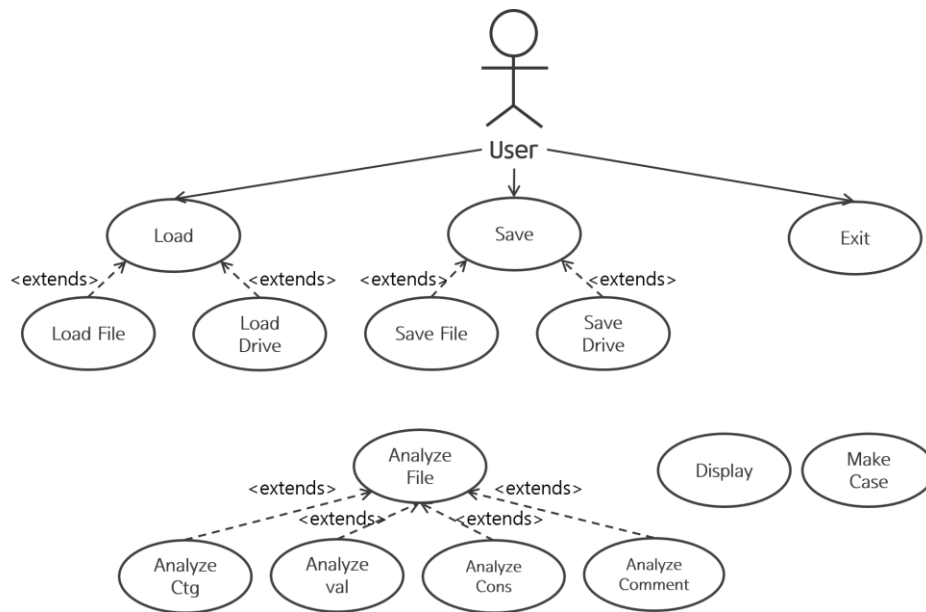 User
Load
Save
Exit
<extends>
<extends>
<extends>
<extends>
Load File
Load
Drive
Save File
Save
Drive
Analyze
File
Display
Make
Case
<extends>
<extends>
<extends>
<extends>
Analyze
Ctg
Analyze
val
Analyze
Cons
Analyze
Comment